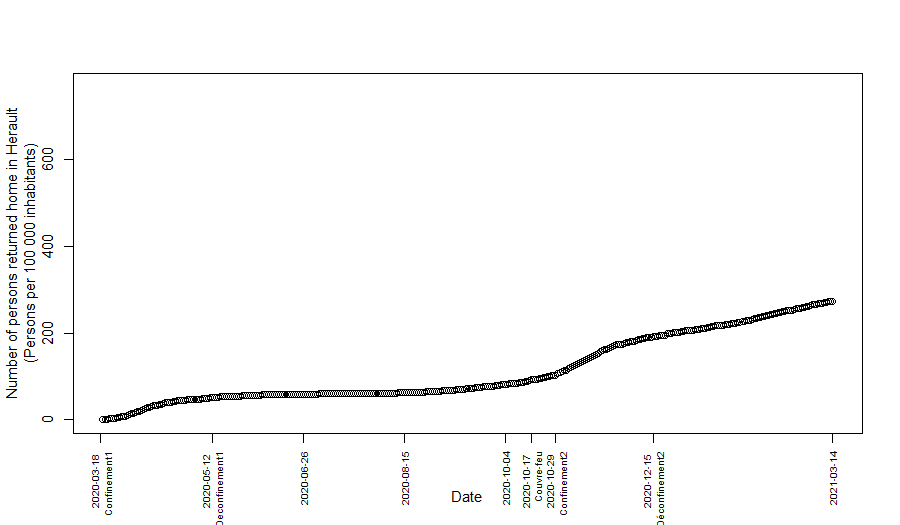 Number of persons returned home in Herault
(Persons per 100 000 inhabitants)
600
400
200
0
2020-03-18
Confinement1
2020-05-12
Deconfinement1
2020-06-26
2020-08-15
2020-10-04
2020-10-17
Couvre-feu
2020-10-29
Confinement2
2020-12-15
Déconfinement2
2021-03-14
Date